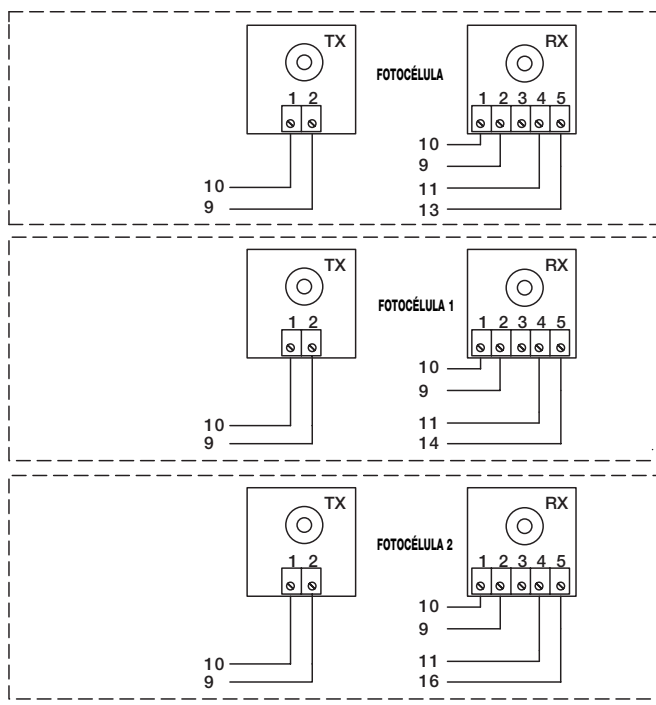 TX FOTOCÉLULA RX
1 2 1 2 3 4 5
10
9
10 11
9 13
TX RX
FOTOCÉLULA 1
1 2 1 2 3 4 5
10
9
10 11
9 14
TX RX
FOTOCÉLULA 2
1 2 1 2 3 4 5
10
9
10 11
9 16